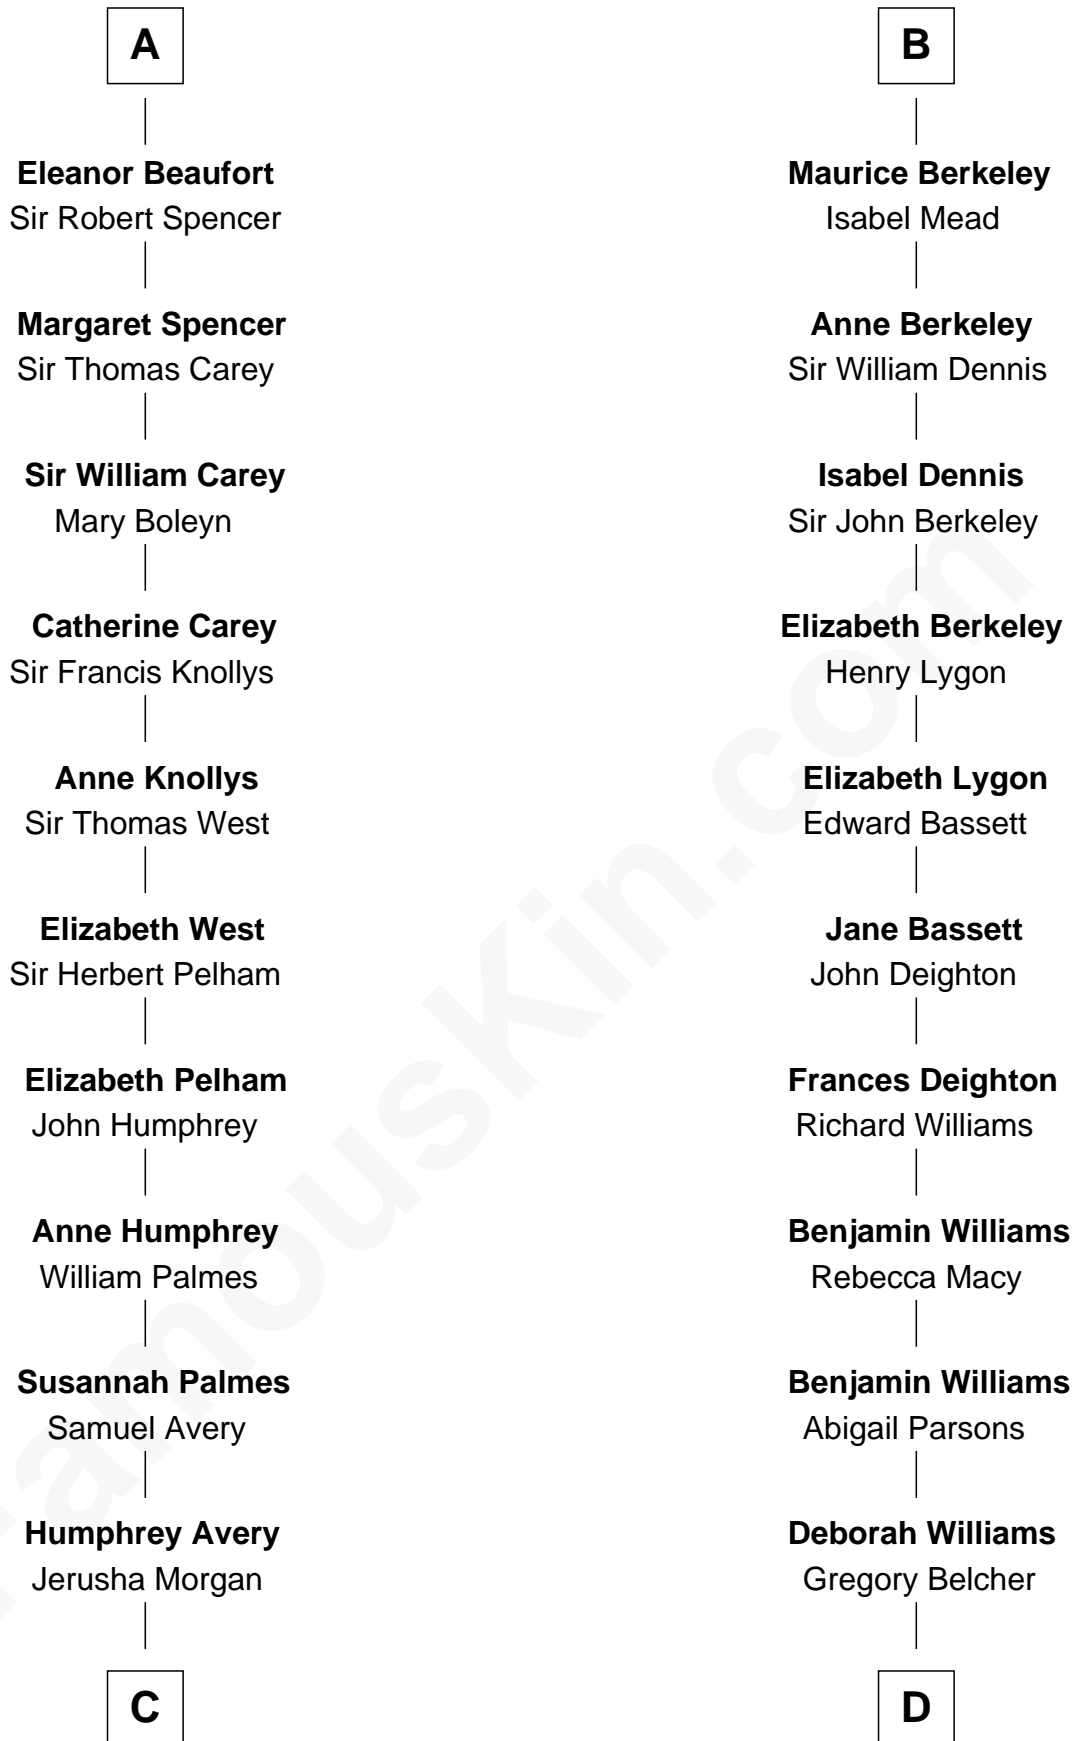 A
Eleanor Beaufort
Sir Robert Spencer
Margaret Spencer
Sir Thomas Carey
Sir William Carey
Mary Boleyn
Catherine Carey
Sir Francis Knollys
Anne Knollys
Sir Thomas West
Elizabeth West
Sir Herbert Pelham
Elizabeth Pelham
John Humphrey
Anne Humphrey
William Palmes
Susannah Palmes
Samuel Avery
Humphrey Avery
Jerusha Morgan
C
B
Maurice Berkeley
Isabel Mead
Anne Berkeley
Sir William Dennis
Isabel Dennis
Sir John Berkeley
Elizabeth Berkeley
Henry Lygon
Elizabeth Lygon
Edward Bassett
Jane Bassett
John Deighton
Frances Deighton
Richard Williams
Benjamin Williams
Rebecca Macy
Benjamin Williams
Abigail Parsons
Deborah Williams
Gregory Belcher
D
FamousKin.com